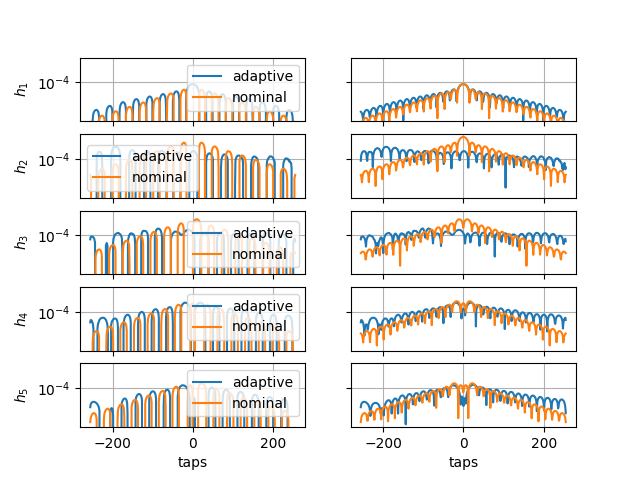 h1
10−4
adaptive
nominal
h2
10−4
adaptive
nominal
h3
10−4
adaptive
nominal
h4
10−4
adaptive
nominal
h5
10−4
adaptive
nominal
−200 0 200
−200 0 200
taps
taps